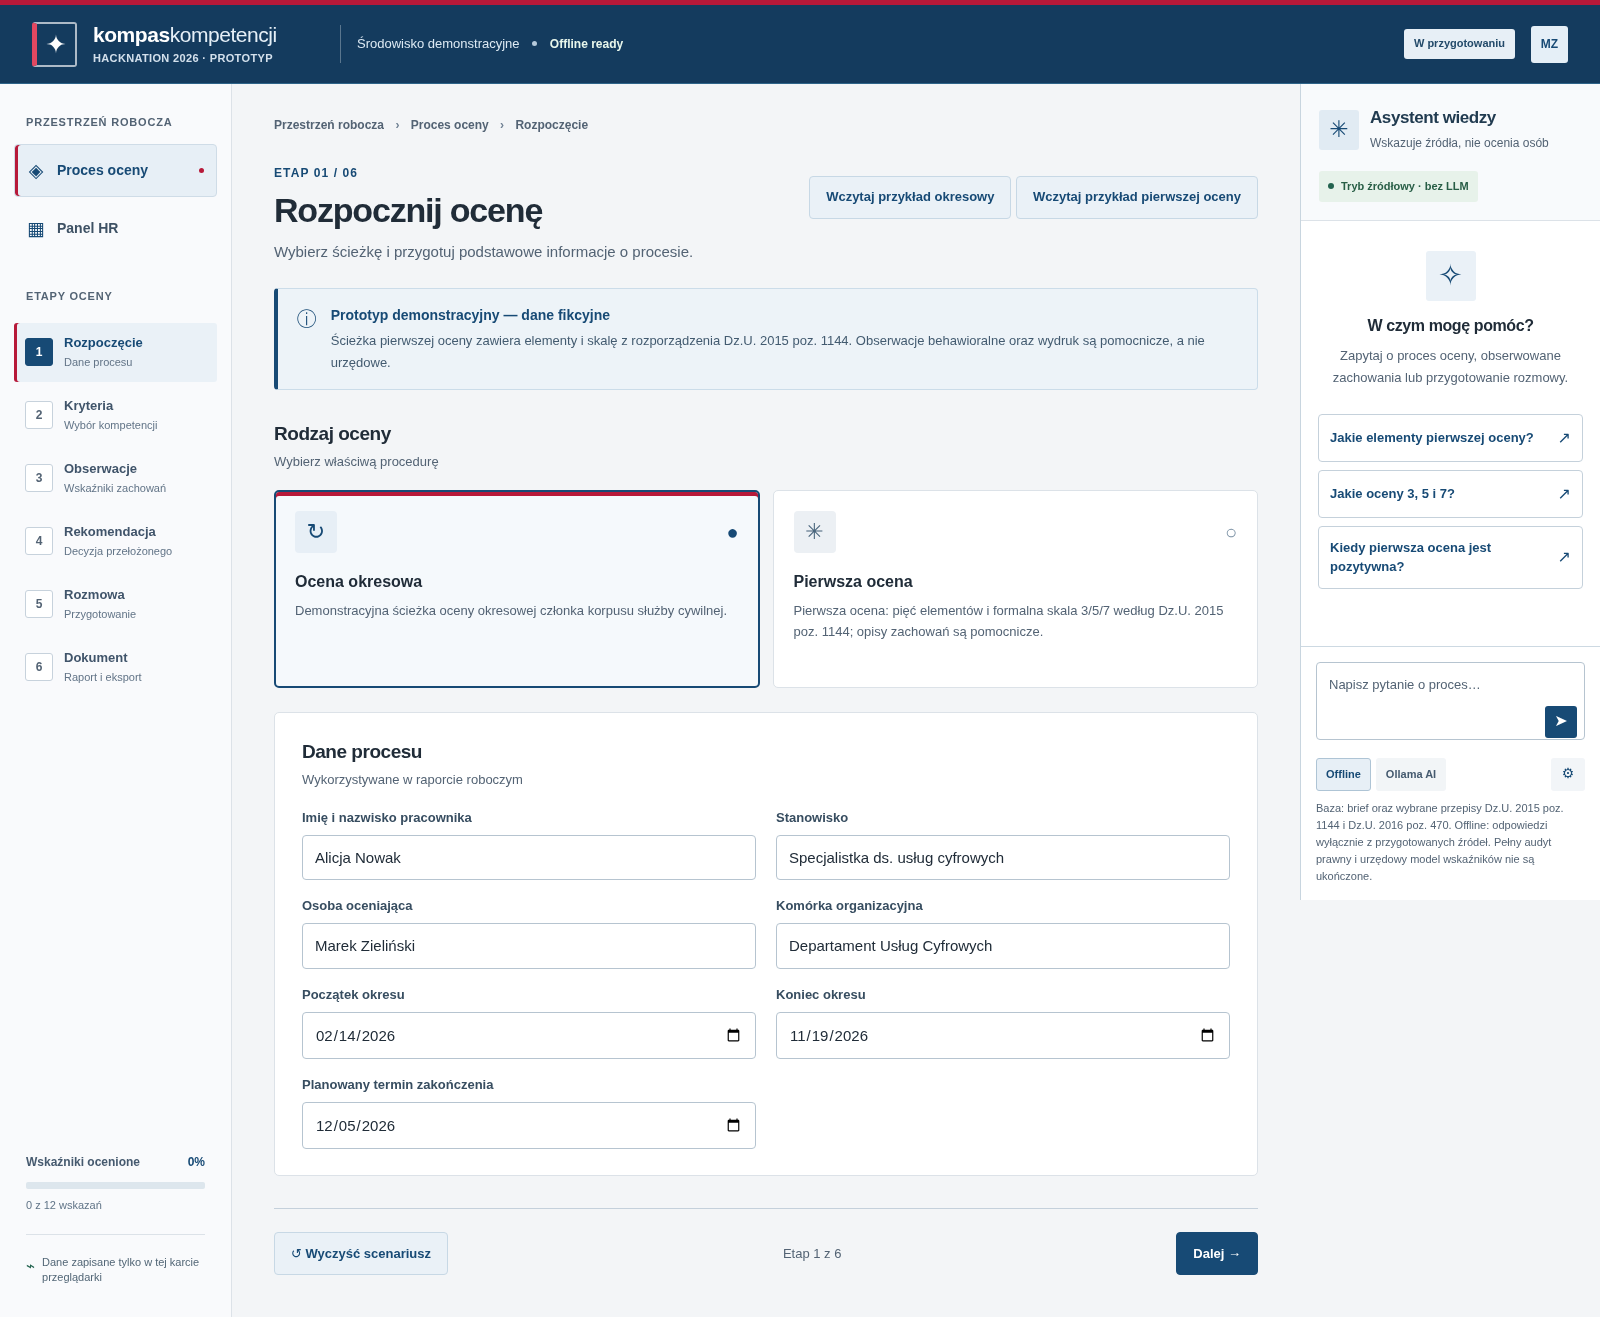 kompaskompetencji
HACKNATION 2026 · PROTOTYP
Środowisko demonstracyjne
Offline ready
W przygotowaniu
MZ
PRZESTRZEŃ ROBOCZA
Proces oceny
Panel HR
ETAPY OCENY
1
Rozpoczęcie
Dane procesu
2
Kryteria
Wybór kompetencji
3
Obserwacje
Wskaźniki zachowań
4
Rekomendacja
Decyzja przełożonego
5
Rozmowa
Przygotowanie
6
Dokument
Raport i eksport
Wskaźniki ocenione 0%
0 z 12 wskazań
Dane zapisane tylko w tej karcie
przeglądarki
Przestrzeń robocza › Proces oceny › Rozpoczęcie
ETAP 01 / 06
Rozpocznij ocenę
Wybierz ścieżkę i przygotuj podstawowe informacje o procesie.
Wczytaj przykład okresowy
Wczytaj przykład pierwszej oceny
Prototyp demonstracyjny — dane fikcyjne
Ścieżka pierwszej oceny zawiera elementy i skalę z rozporządzenia Dz.U. 2015 poz. 1144. Obserwacje behawioralne oraz wydruk są pomocnicze, a nie
urzędowe.
Rodzaj oceny
Wybierz właściwą procedurę
Ocena okresowa
Demonstracyjna ścieżka oceny okresowej członka korpusu służby cywilnej.
Pierwsza ocena
Pierwsza ocena: pięć elementów i formalna skala 3/5/7 według Dz.U. 2015
poz. 1144; opisy zachowań są pomocnicze.
Dane procesu
Wykorzystywane w raporcie roboczym
Imię i nazwisko pracownika
Alicja Nowak
Stanowisko
Specjalistka ds. usług cyfrowych
Osoba oceniająca
Marek Zieliński
Komórka organizacyjna
Departament Usług Cyfrowych
Początek okresu
02/14/2026
Koniec okresu
11/19/2026
Planowany termin zakończenia
12/05/2026
↺ Wyczyść scenariusz
Etap 1 z 6
Dalej →
Asystent wiedzy
Wskazuje źródła, nie ocenia osób
Tryb źródłowy · bez LLM
W czym mogę pomóc?
Zapytaj o proces oceny, obserwowane
zachowania lub przygotowanie rozmowy.
Jakie elementy pierwszej oceny? ↗
Jakie oceny 3, 5 i 7? ↗
Kiedy pierwsza ocena jest
pozytywna? ↗
Napisz pytanie o proces…
Offline
Ollama AI
Baza: brief oraz wybrane przepisy Dz.U. 2015 poz.
1144 i Dz.U. 2016 poz. 470. Offline: odpowiedzi
wyłącznie z przygotowanych źródeł. Pełny audyt
prawny i urzędowy model wskaźników nie są
ukończone.